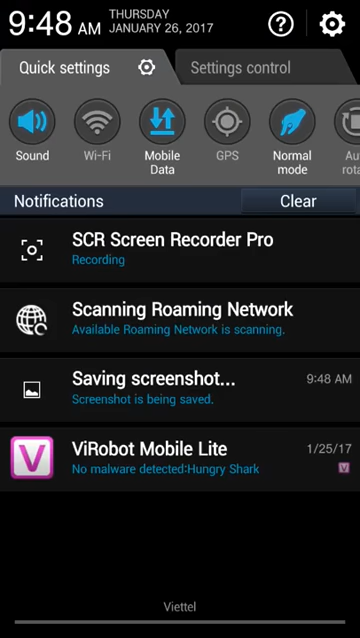 9:48 AM
THURSDAY
JANUARY 26, 2017
Quick settings
Settings control
Sound
Wi-Fi
Mobile
Data
GPS
Normal
mode
Notifications
Clear
SCR Screen Recorder Pro
Recording
Scanning Roaming Network
Available Roaming Network is scanning.
Saving screenshot...
9:48 AM
Screenshot is being saved.
V
ViRobot Mobile Lite
1/25/17
No malware detected:Hungry Shark
V
Viettel